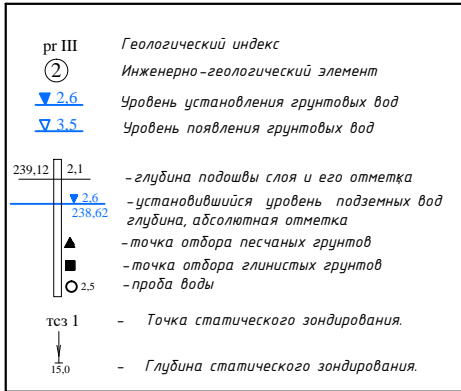 pr III Геологический индекс
2 Инженерно-геологический элемент
2,6 Уровень установления грунтовых вод
3,5 Уровень появления грунтовых вод
239,12 2,1 -глубина подошвы слоя и его отметка
2,6 -установившийся уровень подземных вод
238,62 глубина, абсолютная отметка
-точка отбора песчаных грунтов
-точка отбора глинистых грунтов
2,5 -проба воды
тсз 1 - Точка статического зондирования.
15,0 - Глубина статического зондирования.